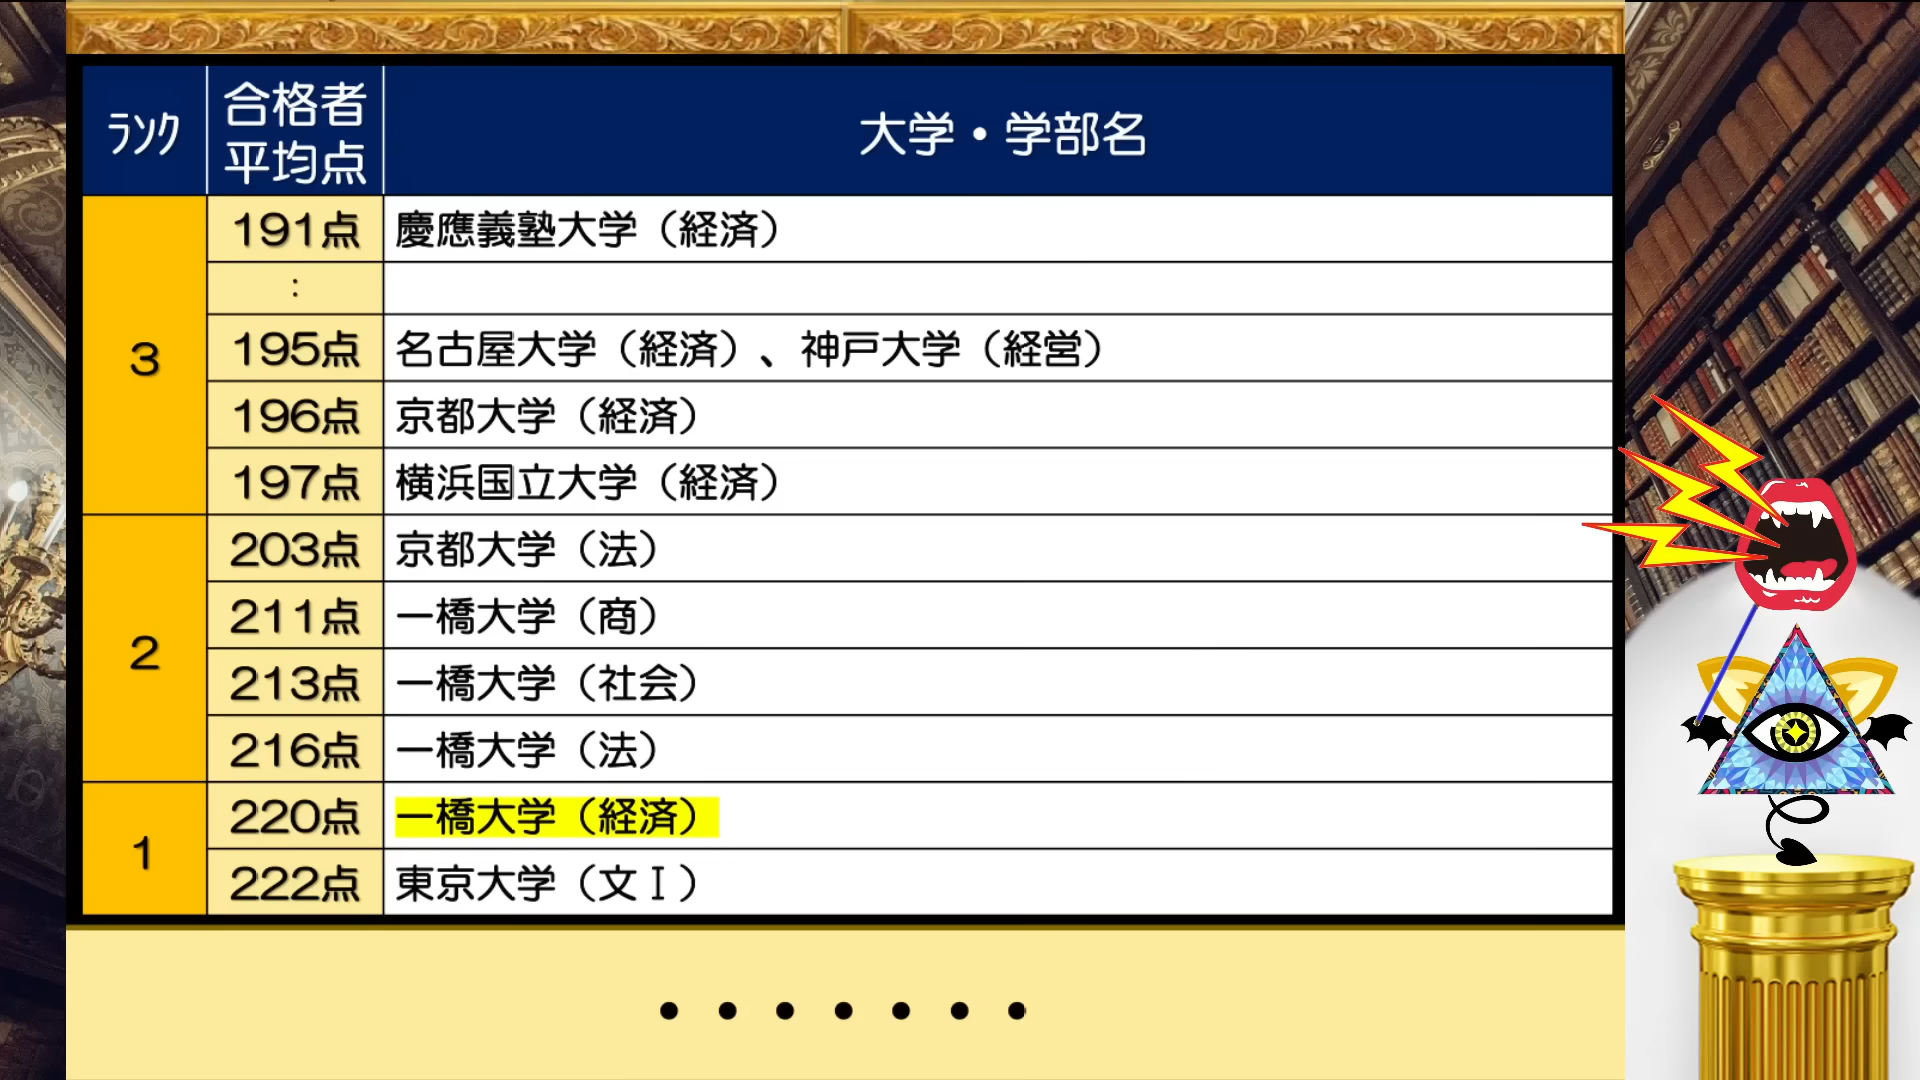 ﾗﾝｸ 合格者平均点 大学・学部名
3
191点 慶應義塾大学（経済）
：
195点 名古屋大学（経済）、神戸大学（経営）
196点 京都大学（経済）
197点 横浜国立大学（経済）
2
203点 京都大学（法）
211点 一橋大学（商）
213点 一橋大学（社会）
216点 一橋大学（法）
1
220点 一橋大学（経済）
222点 東京大学（文Ⅰ）
・・・・・・・